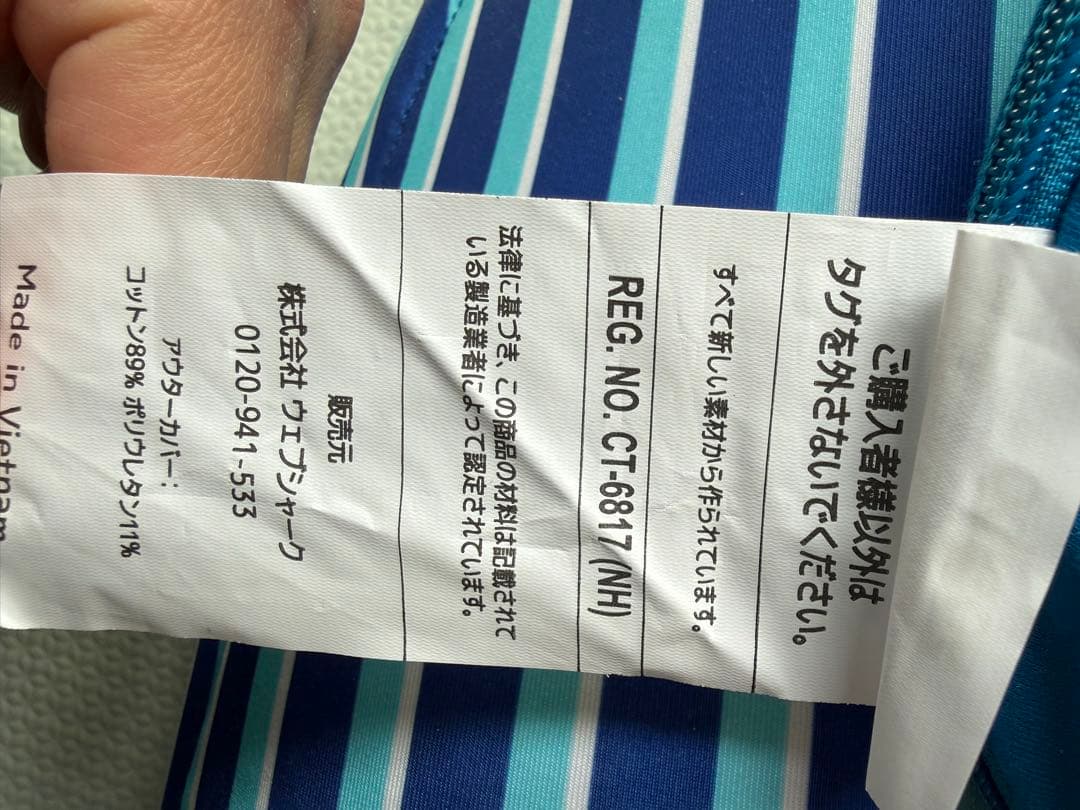 ご購入者様以外は
タグを外さないでください。
すべて新しい素材から作られています。
REG. NO. CT-6817 (NH)
法律に基づき、この商品の材料は記載されて
いる製造業者によって認定されています。
販売元
株式会社 ウェブシャーク
0120-941-533
アウターカバー：
コットン89% ポリウレタン11%
Made in Vietnam